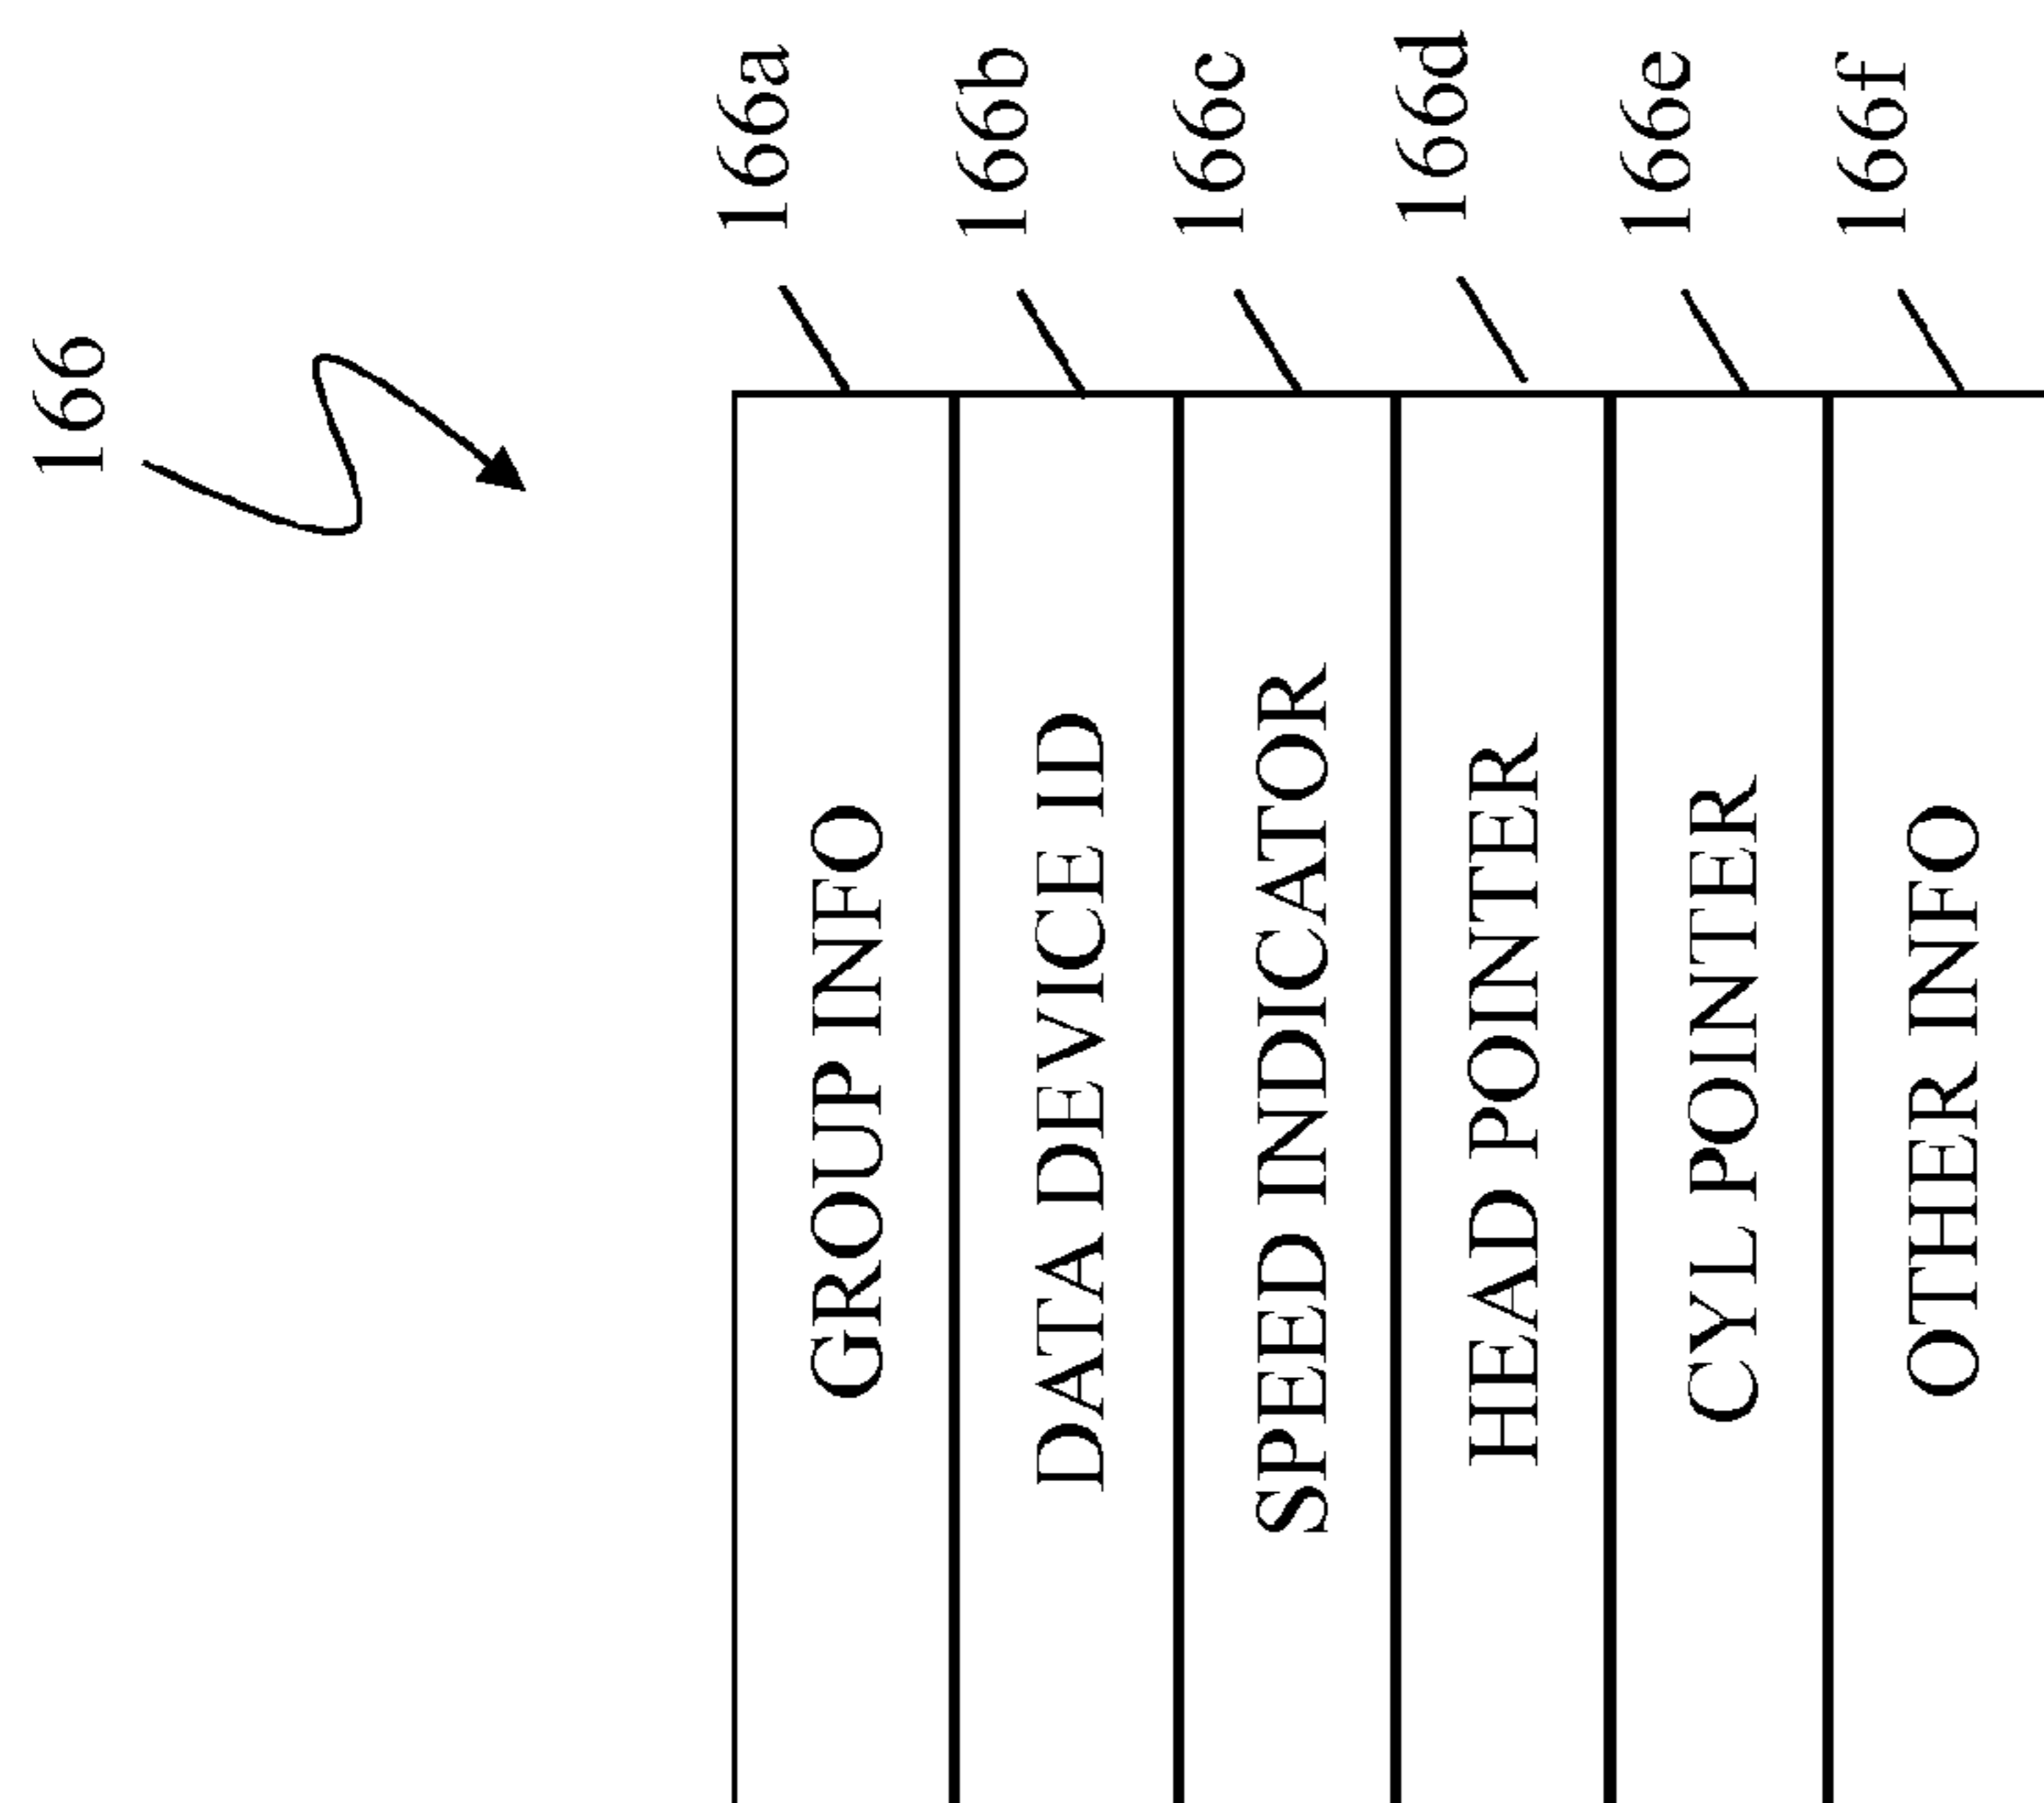 166
GROUP INFO 166a
DATA DEVICE ID 166b
SPEED INDICATOR 166c
HEAD POINTER 166d
CYL POINTER 166e
OTHER INFO 166f